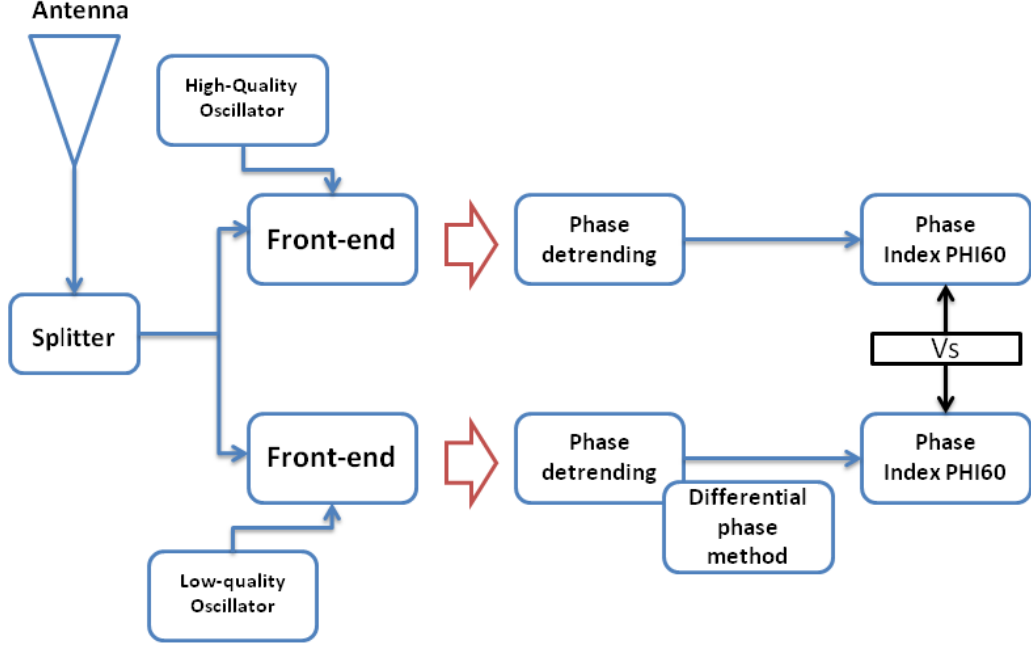 Antenna
High-Quality
Oscillator
Front-end
Phase
detrending
Phase
Index PHI60
Splitter
Vs
Front-end
Phase
detrending
Differential
phase
method
Phase
Index PHI60
Low-quality
Oscillator